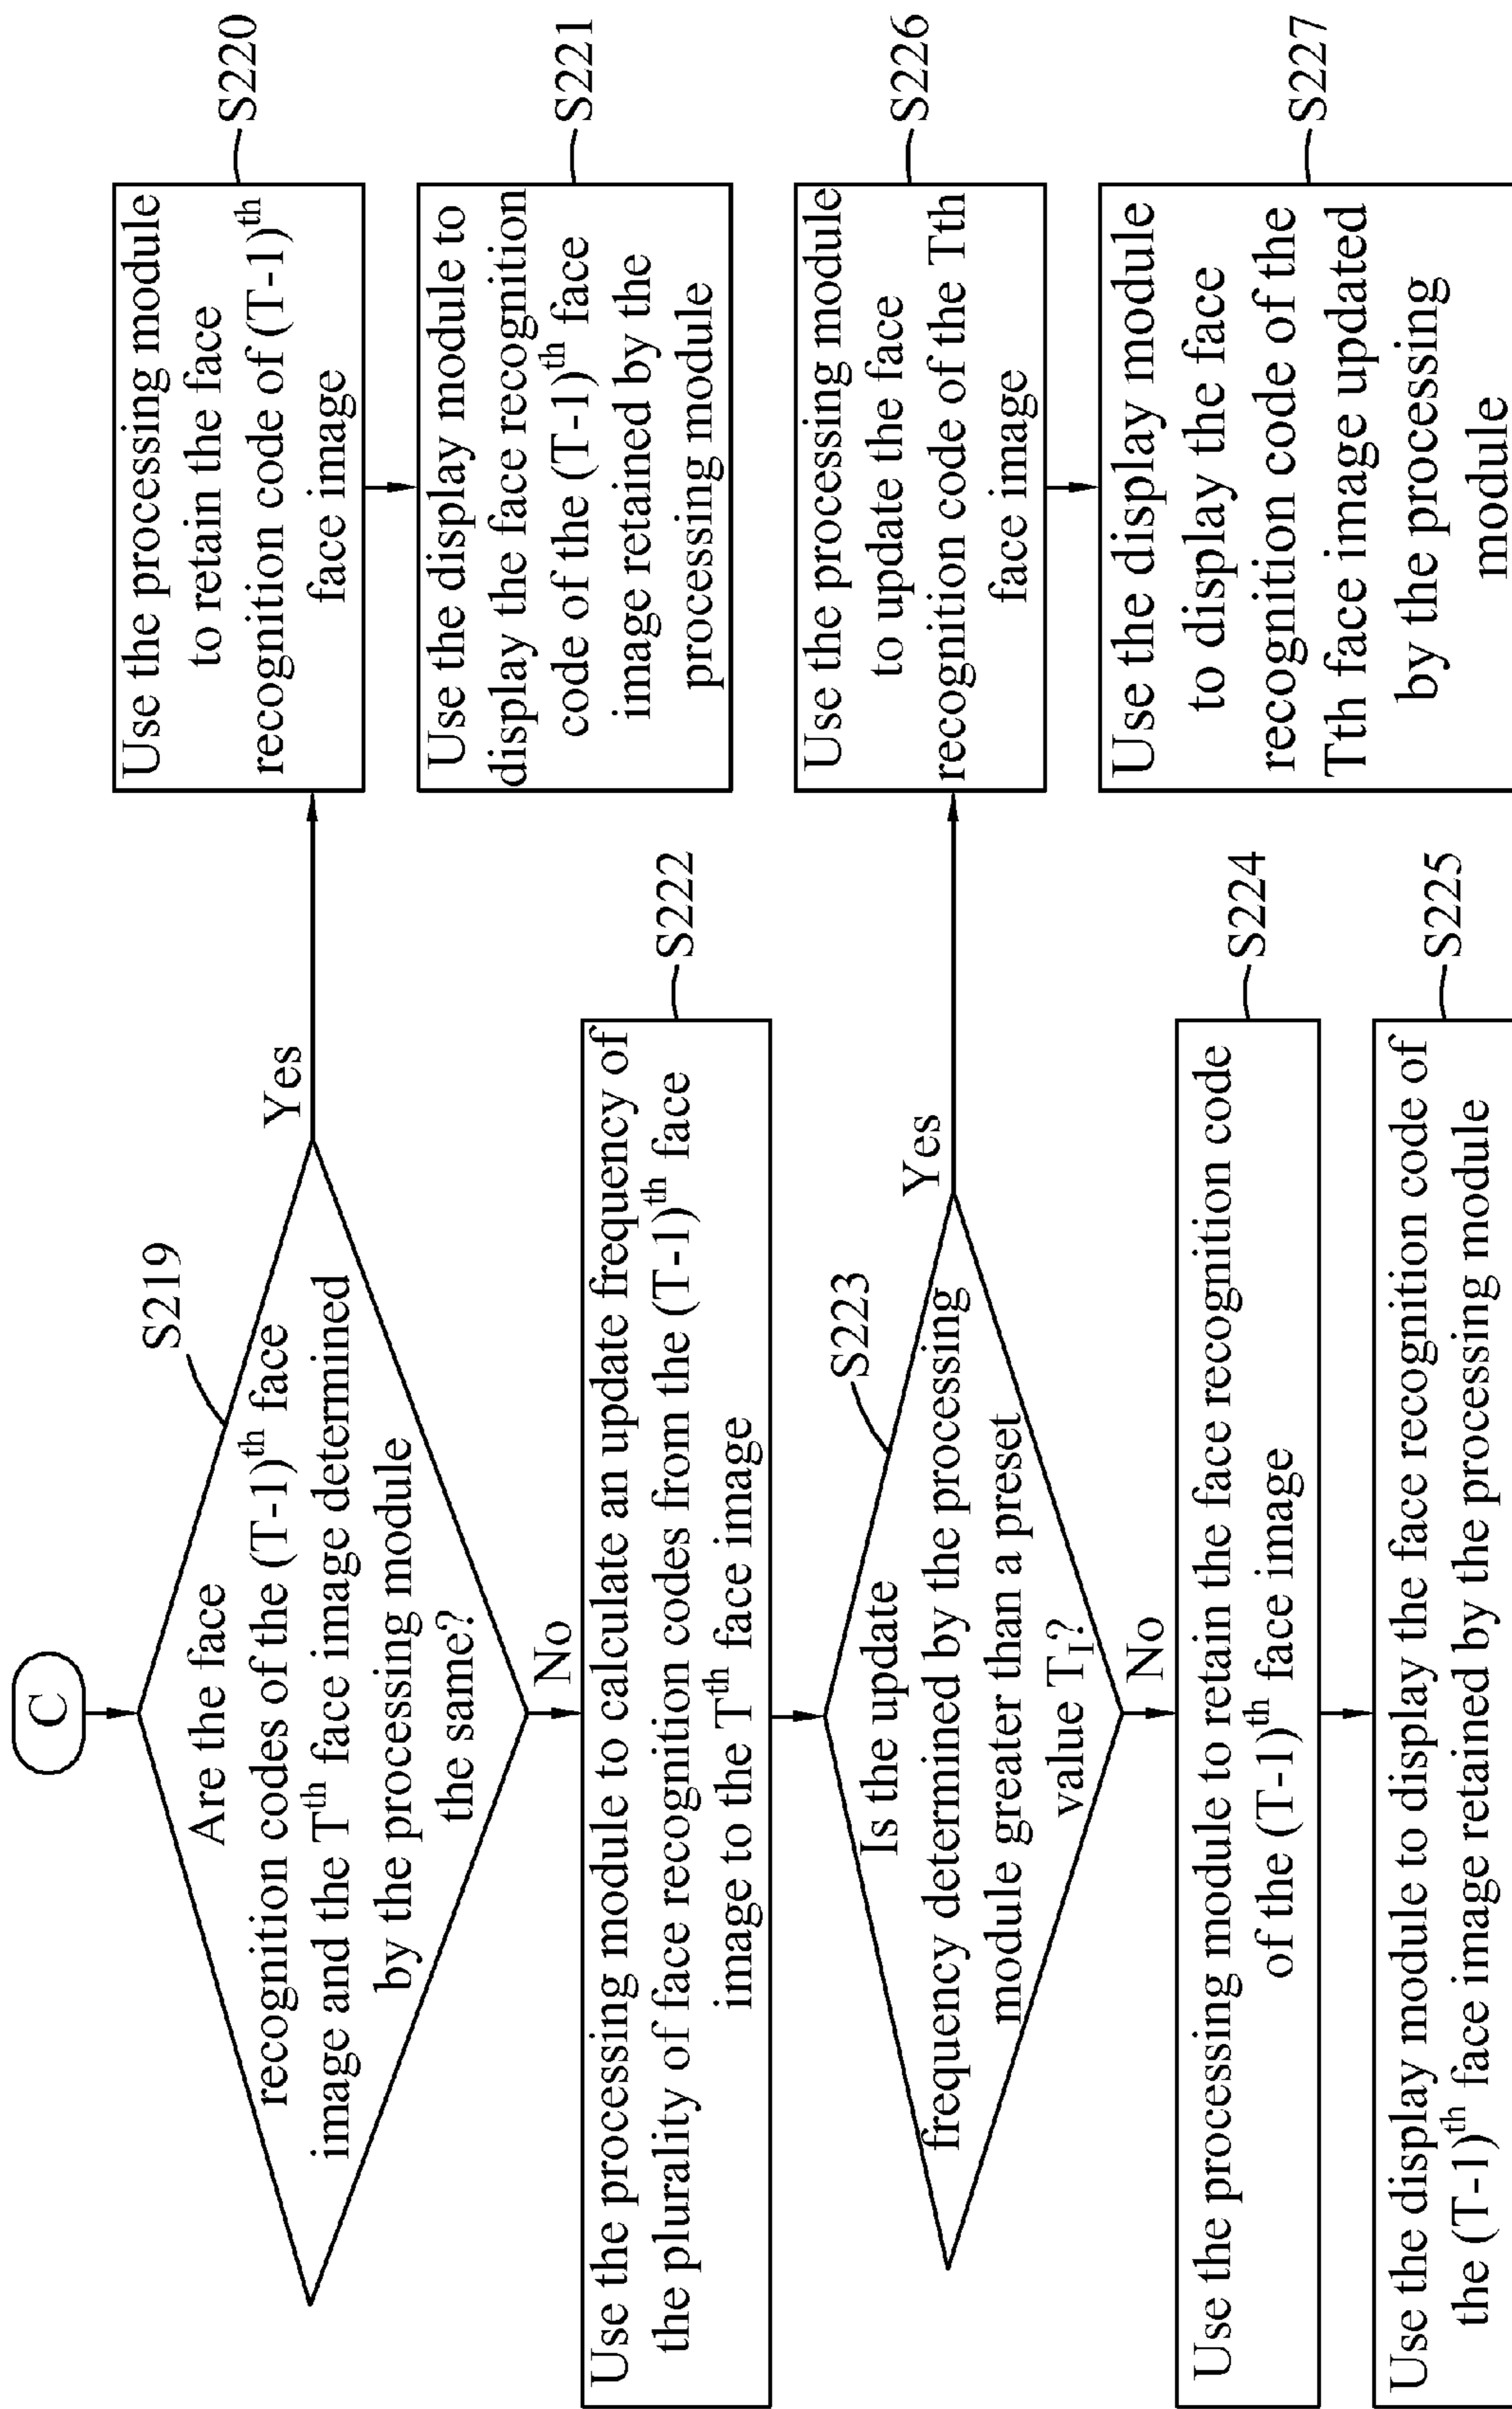 C
S219
Are the face
recognition codes of the (T-1)th face
image and the Tth face image determined
by the processing module
the same?
Yes
No
Use the processing module
to retain the face
recognition code of (T-1)th
face image
S220
Use the display module to
display the face recognition
code of the (T-1)th face
image retained by the
processing module
S221
Use the processing module to calculate an update frequency of
the plurality of face recognition codes from the (T-1)th face
image to the Tth face image
S222
S223
Is the update
frequency determined by the processing
module greater than a preset
value TI?
Yes
No
Use the processing module
to update the face
recognition code of the Tth
face image
S226
Use the display module
to display the face
recognition code of the
Tth face image updated
by the processing
module
S227
Use the processing module to retain the face recognition code
of the (T-1)th face image
S224
Use the display module to display the face recognition code of
the (T-1)th face image retained by the processing module
S225